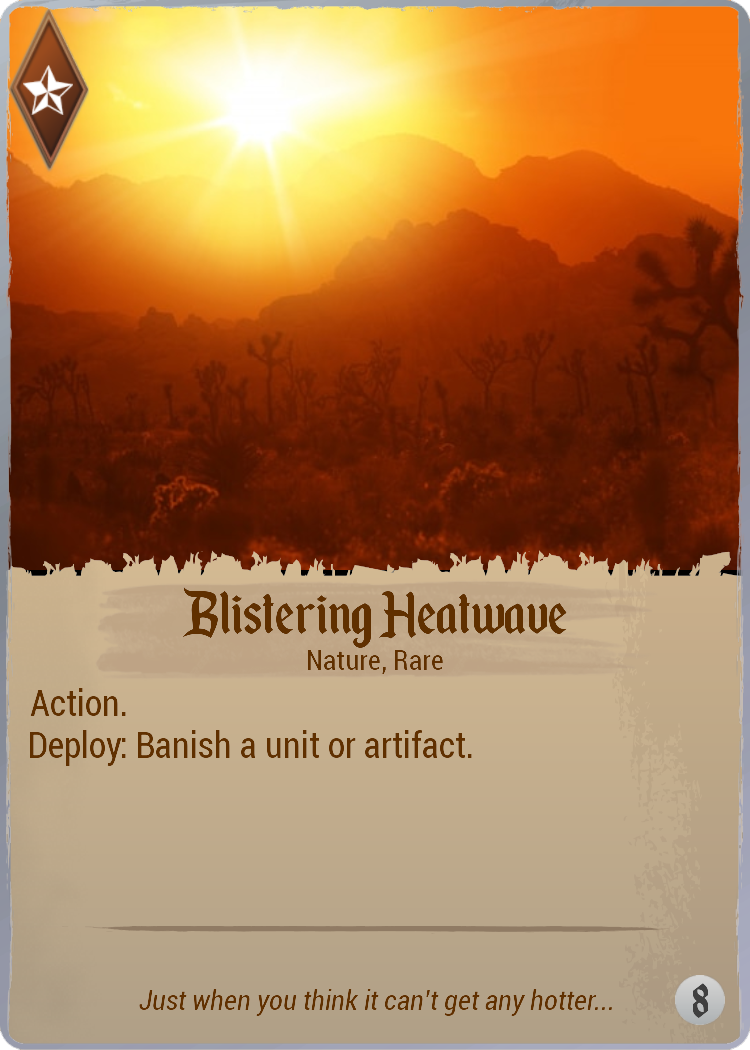 Blistering Heatwave
Nature, Rare
Action.
Deploy: Banish a unit or artifact.
Just when you think it can't get any hotter...
8